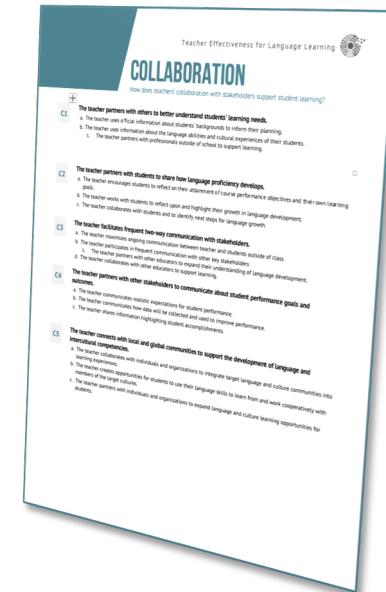 Teacher Effectiveness for Language Learning
COLLABORATION
How does teachers' collaboration with stakeholders support student learning?
C1
The teacher partners with others to better understand students' learning needs.
a. The teacher uses official information about students' backgrounds to inform their planning.
b. The teacher uses information about the language abilities and cultural experiences of their students.
c. The teacher partners with professionals outside of school to support learning.
C2
The teacher partners with students to share how language proficiency develops.
a. The teacher encourages students to reflect on their attainment of course performance objectives and their own learning
goals.
b. The teacher works with students to reflect upon and highlight their growth in language development.
c. The teacher collaborates with students and to identify next steps for language growth.
C3
The teacher facilitates frequent two-way communication with stakeholders.
a. The teacher maximizes ongoing communication between teacher and students outside of class.
b. The teacher participates in frequent communication with other key stakeholders
c. The teacher partners with other educators to expand their understanding of language development.
d. The teacher collaborates with other educators to support learning.
C4
The teacher partners with other stakeholders to communicate about student performance goals and
outcomes.
a. The teacher communicates realistic expectations for student performance.
b. The teacher communicates how data will be collected and used to improve performance.
c. The teacher shares information highlighting student accomplishments.
C5
The teacher connects with local and global communities to support the development of language and
intercultural competencies.
a. The teacher collaborates with individuals and organizations to integrate target language and culture communities into
learning experiences.
b. The teacher creates opportunities for students to use their language skills to learn from and work cooperatively with
members of the target cultures.
c. The teacher partners with individuals and organizations to expand language and culture learning opportunities for
students.